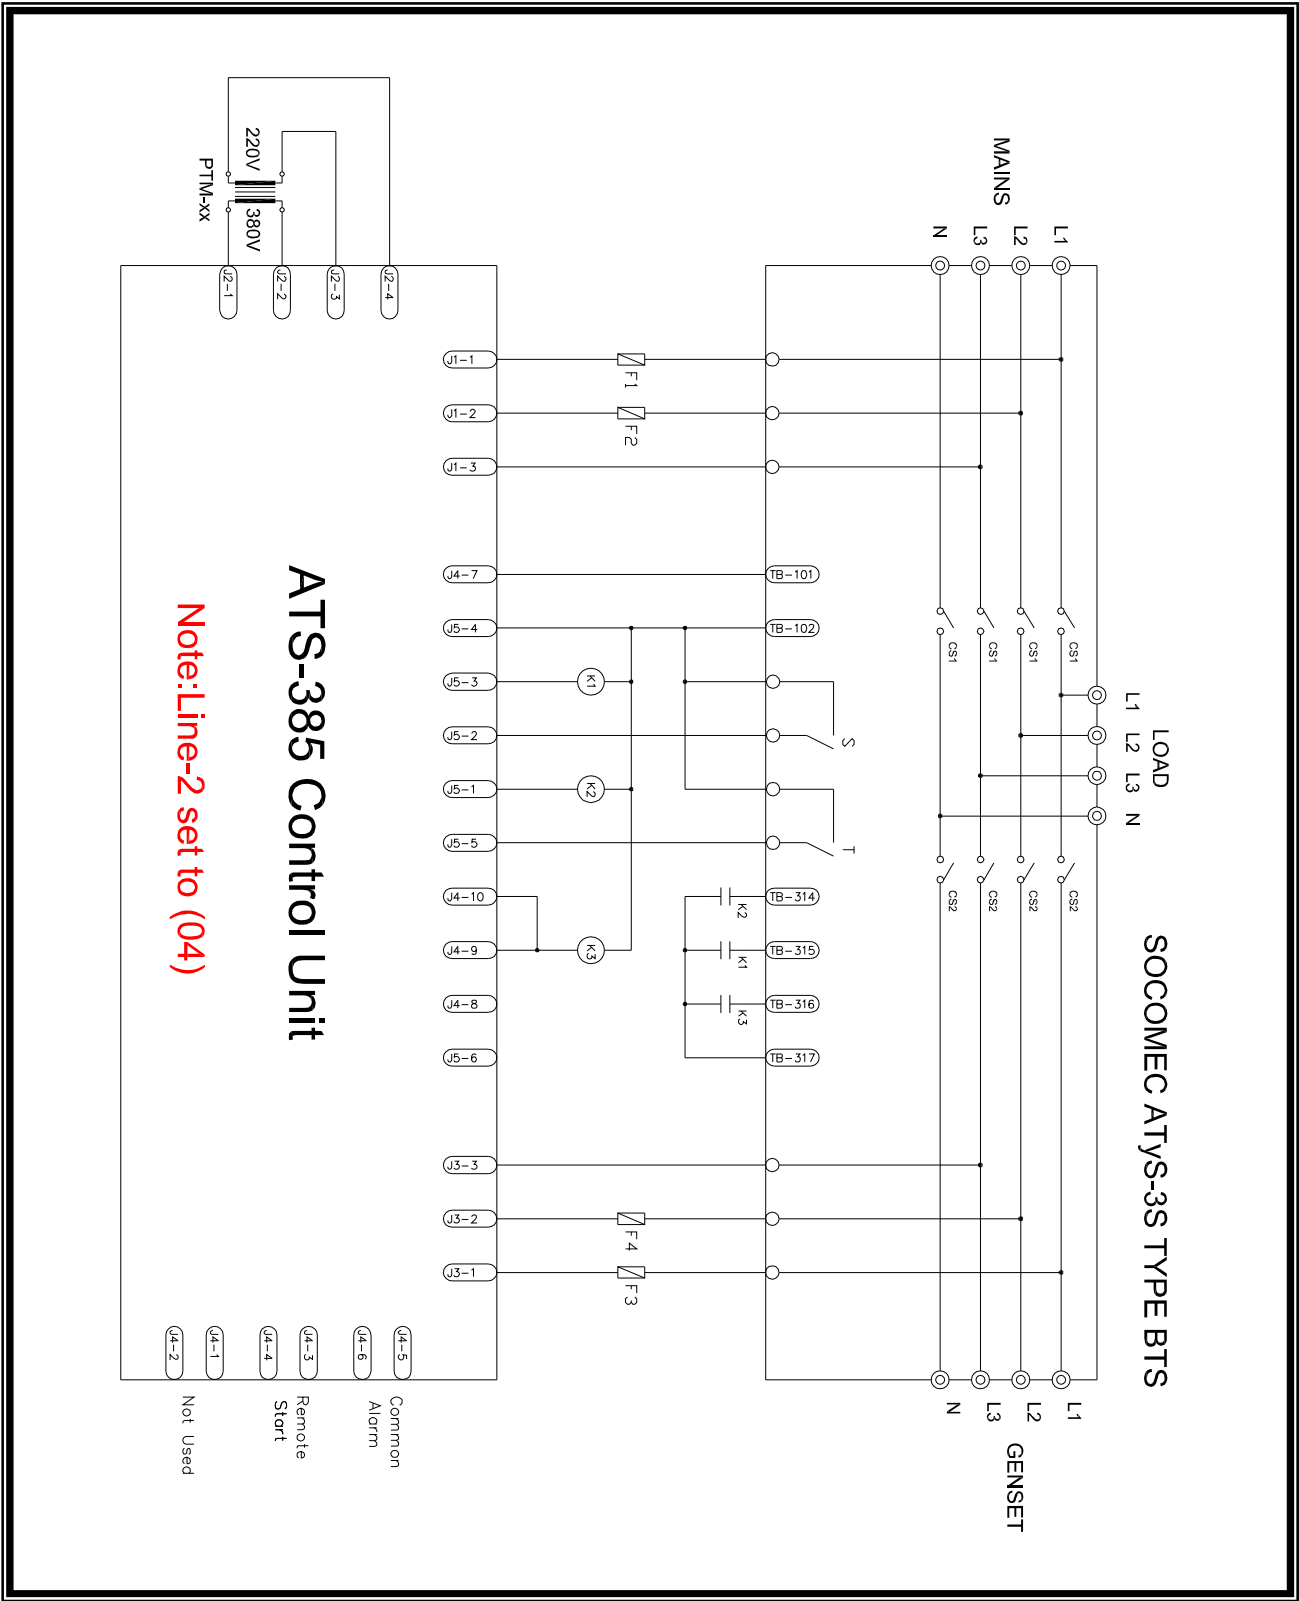 SOCOMEC ATyS-3S TYPE BTS
MAINS
L1
L2
L3
N
LOAD
L1
L2
L3
N
GENSET
L1
L2
L3
N
CS1
CS1
CS1
CS1
CS2
CS2
CS2
CS2
S
T
TB-101
TB-102
TB-314
TB-315
TB-316
TB-317
K2
K1
K3
F1
F2
F4
F3
K1
K2
K3
J1-1
J1-2
J1-3
J4-7
J5-4
J5-3
J5-2
J5-1
J5-5
J4-10
J4-9
J4-8
J5-6
J3-3
J3-2
J3-1
J2-4
J2-3
J2-2
J2-1
220V
380V
PTM-xx
ATS-385 Control Unit
Note:Line-2 set to (04)
J4-5
J4-6
J4-3
J4-4
J4-1
J4-2
Common
Alarm
Remote
Start
Not Used